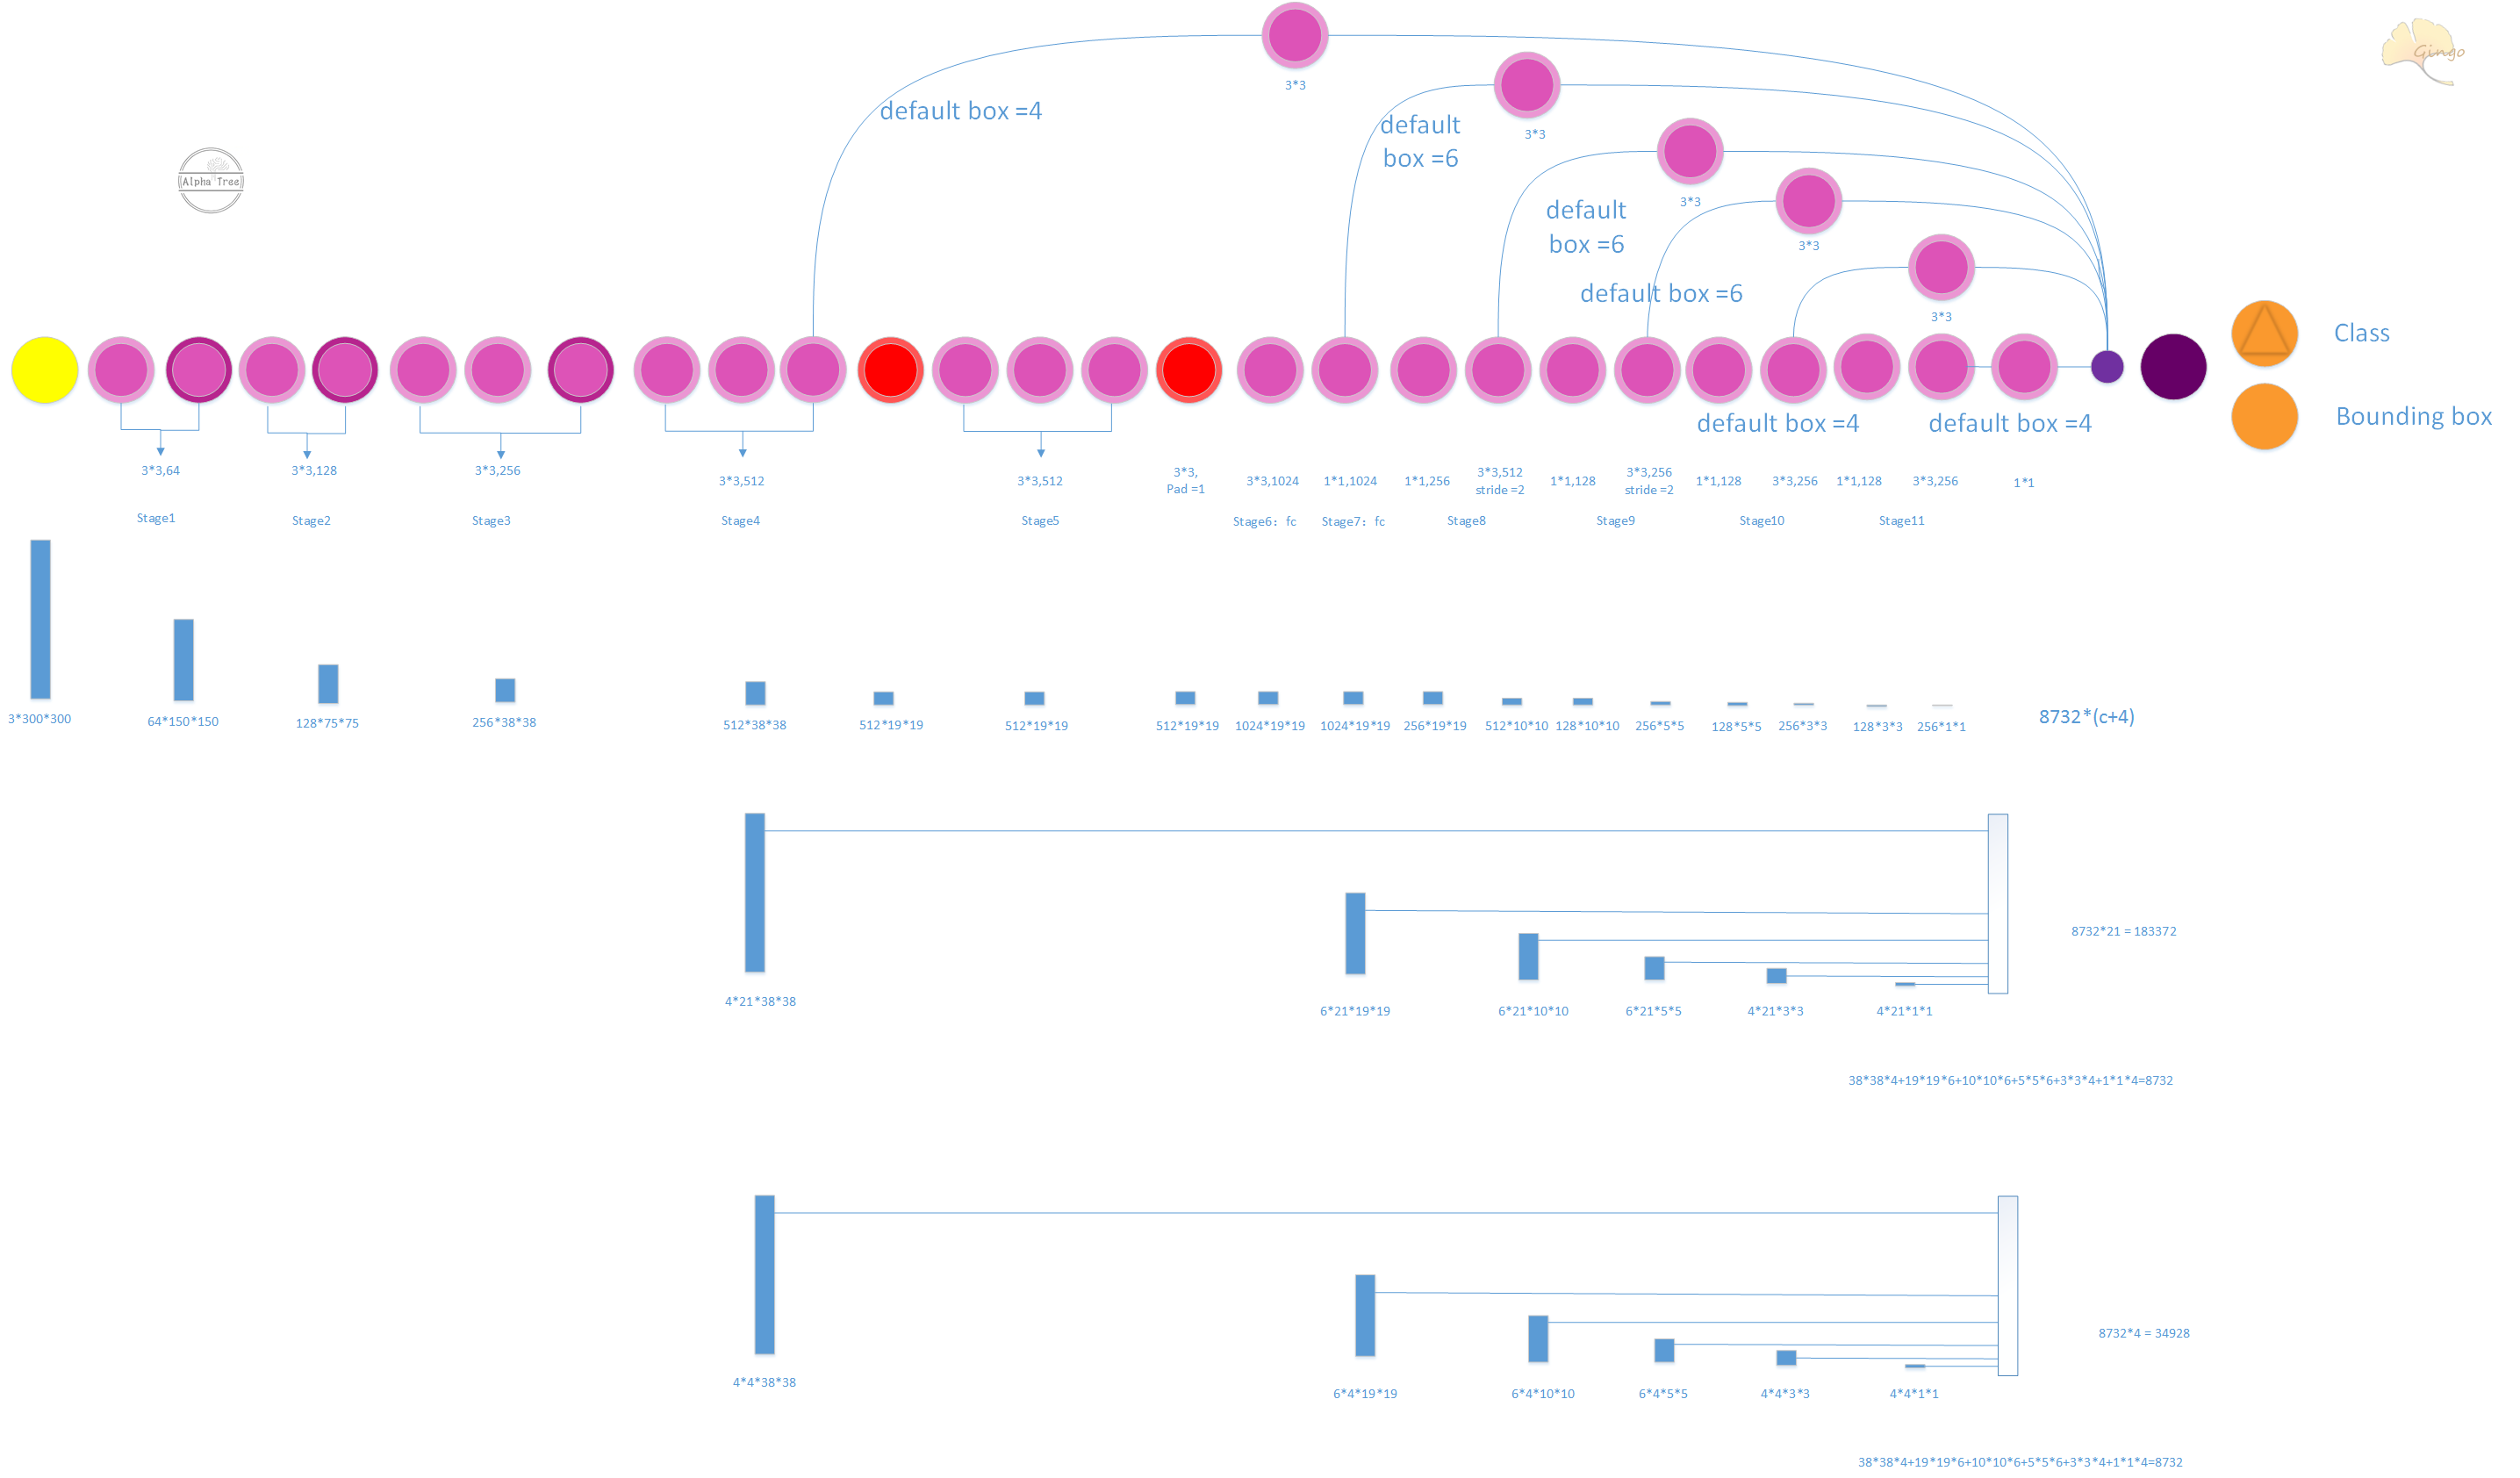 Gingo
3*3
default box =4
default
box =6
3*3
Alpha Tree
3*3
default
box =6
3*3
default box =6
3*3
Class
Bounding box
default box =4
default box =4
3*3,64
3*3,128
3*3,256
3*3,512
3*3,512
3*3,
Pad =1
3*3,1024
1*1,1024
1*1,256
3*3,512
stride =2
1*1,128
3*3,256
stride =2
1*1,128
3*3,256
1*1,128
3*3,256
1*1
Stage1
Stage2
Stage3
Stage4
Stage5
Stage6: fc
Stage7: fc
Stage8
Stage9
Stage10
Stage11
3*300*300
64*150*150
128*75*75
256*38*38
512*38*38
512*19*19
512*19*19
512*19*19
1024*19*19
1024*19*19
256*19*19
512*10*10
128*10*10
256*5*5
128*5*5
256*3*3
128*3*3
256*1*1
8732*(c+4)
8732*21 = 183372
4*21*38*38
6*21*19*19
6*21*10*10
6*21*5*5
4*21*3*3
4*21*1*1
38*38*4+19*19*6+10*10*6+5*5*6+3*3*4+1*1*4=8732
8732*4 = 34928
4*4*38*38
6*4*19*19
6*4*10*10
6*4*5*5
4*4*3*3
4*4*1*1
38*38*4+19*19*6+10*10*6+5*5*6+3*3*4+1*1*4=8732